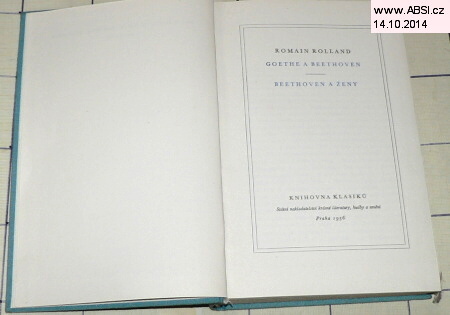 www.ABSI.cz
14.10.2014
ROMAIN ROLLAND
GOETHE A BEETHOVEN
BEETHOVEN A ŽENY
KNIHOVNA KLASIKŮ
Státní nakladatelství krásné literatury, hudby a umění
Praha 1956